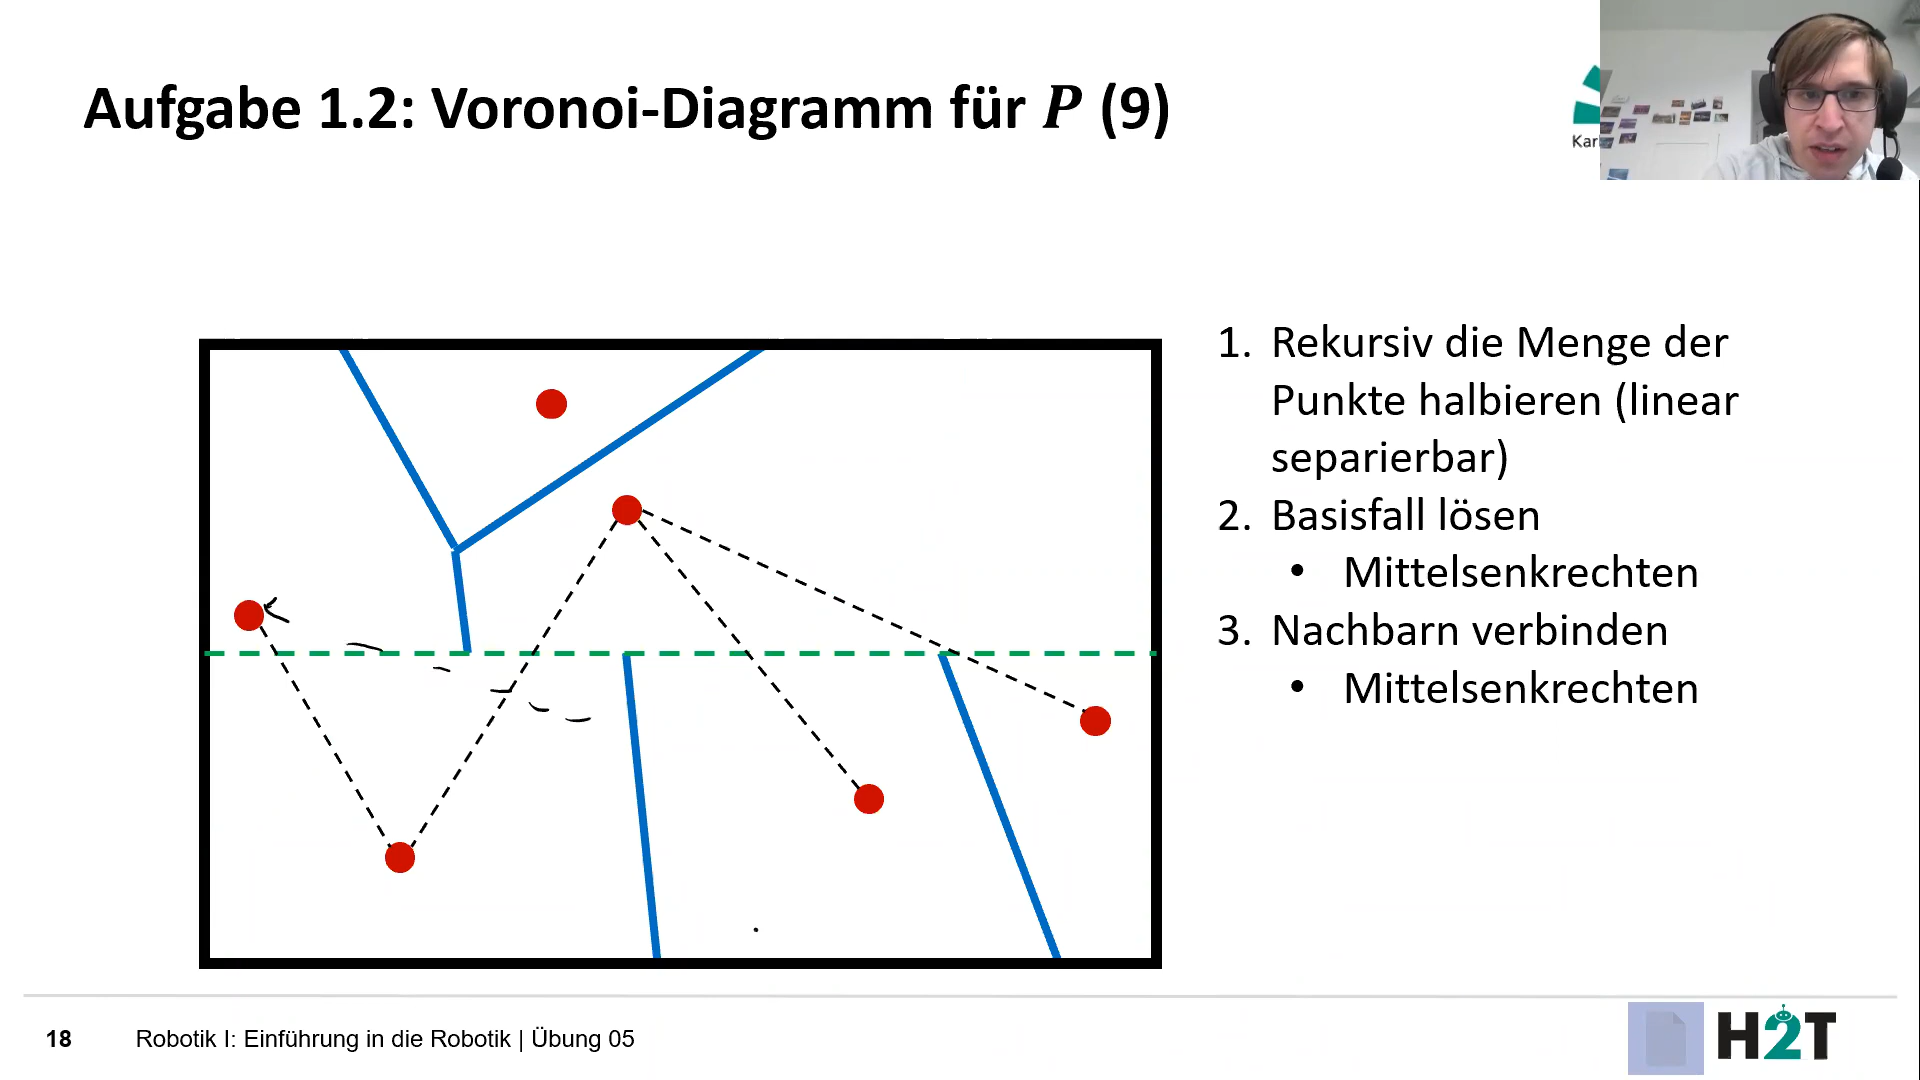 Aufgabe 1.2: Voronoi-Diagramm für P (9)
1. Rekursiv die Menge der
Punkte halbieren (linear
separierbar)
2. Basisfall lösen
• Mittelsenkrechten
3. Nachbarn verbinden
• Mittelsenkrechten
18
Robotik I: Einführung in die Robotik | Übung 05
H2T